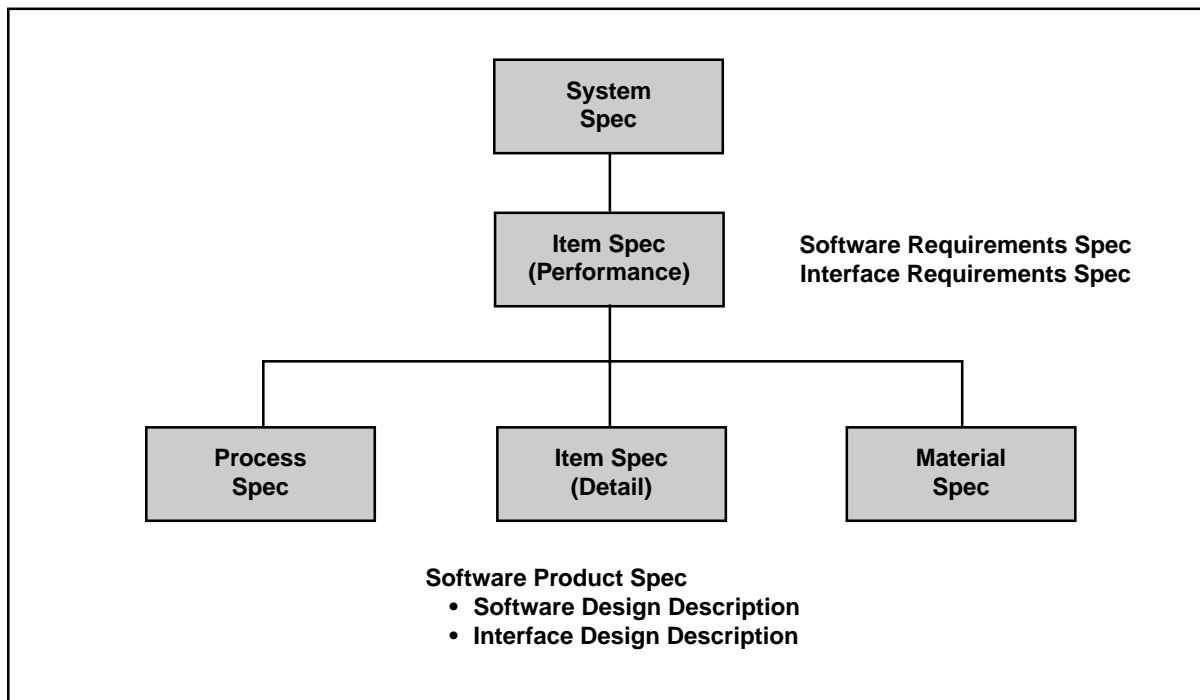 System
Spec
Item Spec
(Performance)
Software Requirements Spec
Interface Requirements Spec
Process
Spec
Item Spec
(Detail)
Material
Spec
Software Product Spec
• Software Design Description
• Interface Design Description